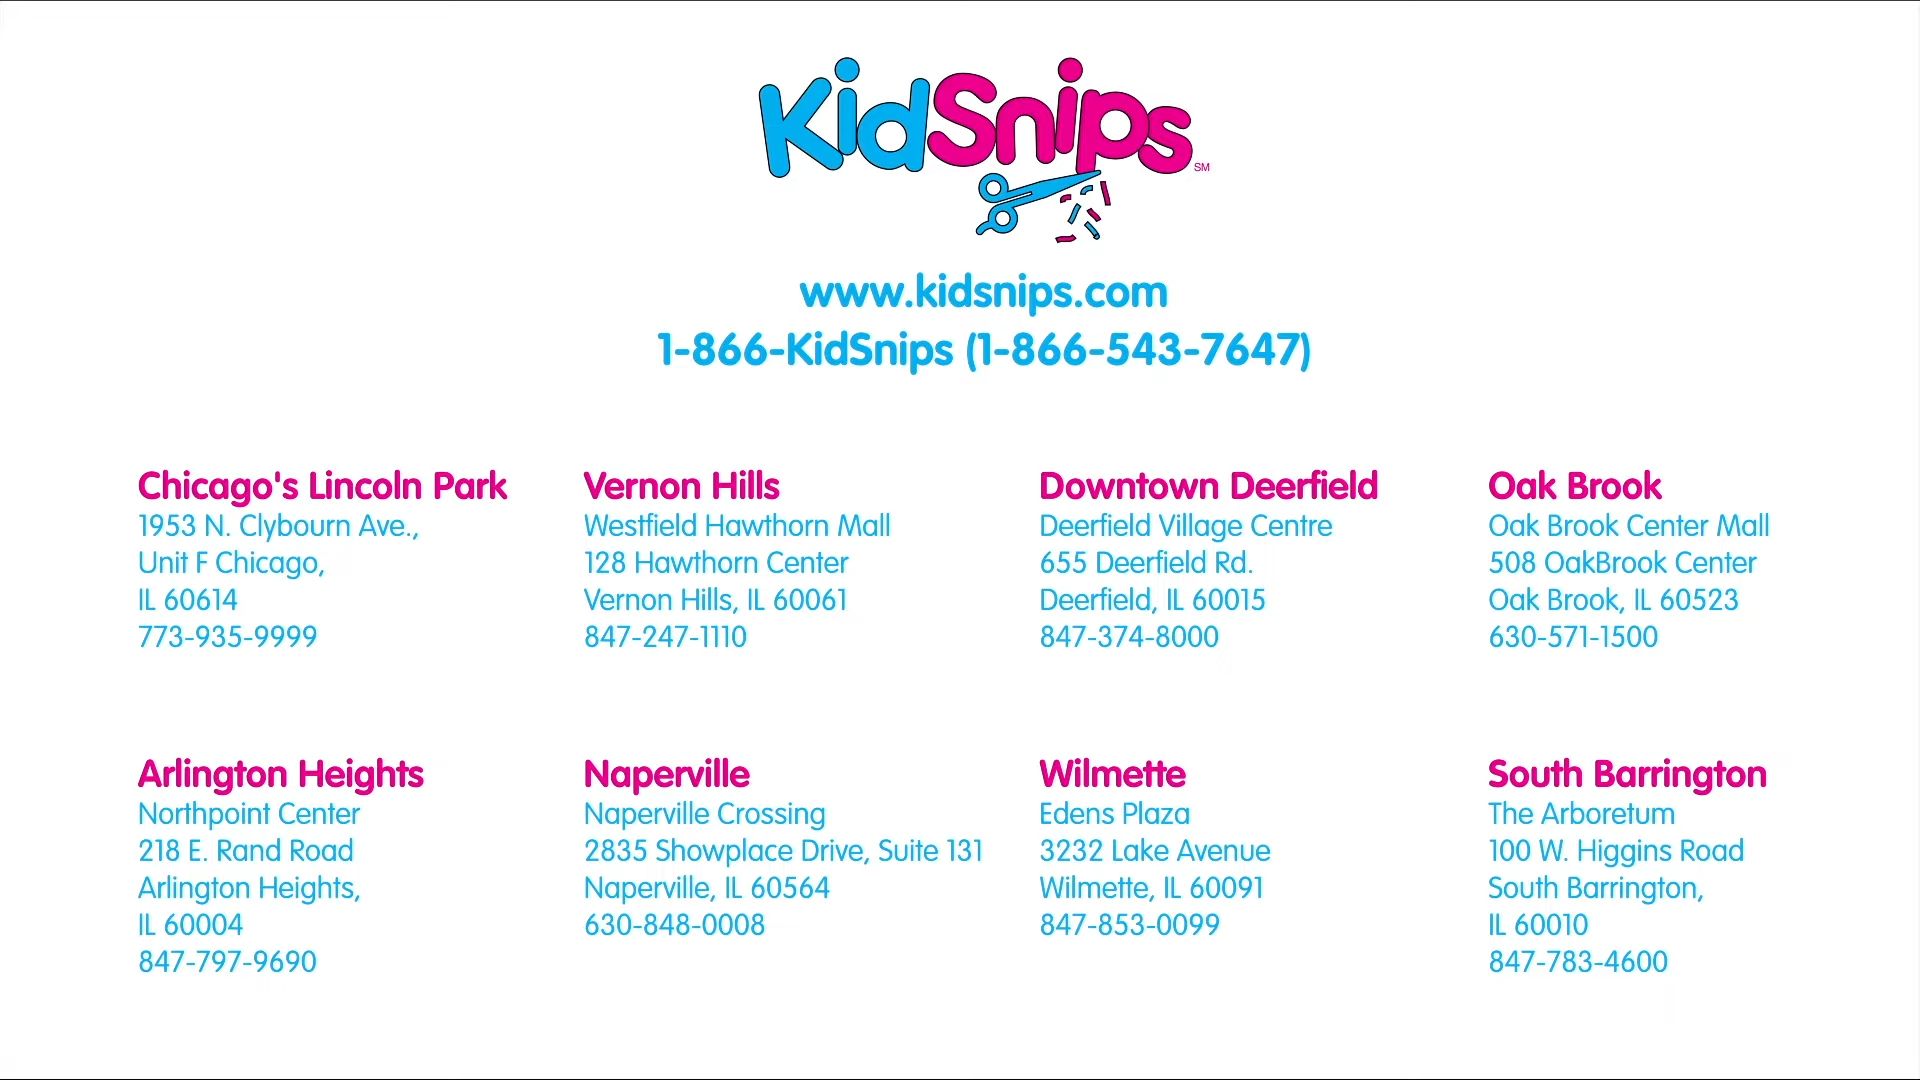 KidSnips SM
www.kidsnips.com
1-866-KidSnips (1-866-543-7647)
Chicago's Lincoln Park
1953 N. Clybourn Ave.,
Unit F Chicago,
IL 60614
773-935-9999
Vernon Hills
Westfield Hawthorn Mall
128 Hawthorn Center
Vernon Hills, IL 60061
847-247-1110
Downtown Deerfield
Deerfield Village Centre
655 Deerfield Rd.
Deerfield, IL 60015
847-374-8000
Oak Brook
Oak Brook Center Mall
508 OakBrook Center
Oak Brook, IL 60523
630-571-1500
Arlington Heights
Northpoint Center
218 E. Rand Road
Arlington Heights,
IL 60004
847-797-9690
Naperville
Naperville Crossing
2835 Showplace Drive, Suite 131
Naperville, IL 60564
630-848-0008
Wilmette
Edens Plaza
3232 Lake Avenue
Wilmette, IL 60091
847-853-0099
South Barrington
The Arboretum
100 W. Higgins Road
South Barrington,
IL 60010
847-783-4600